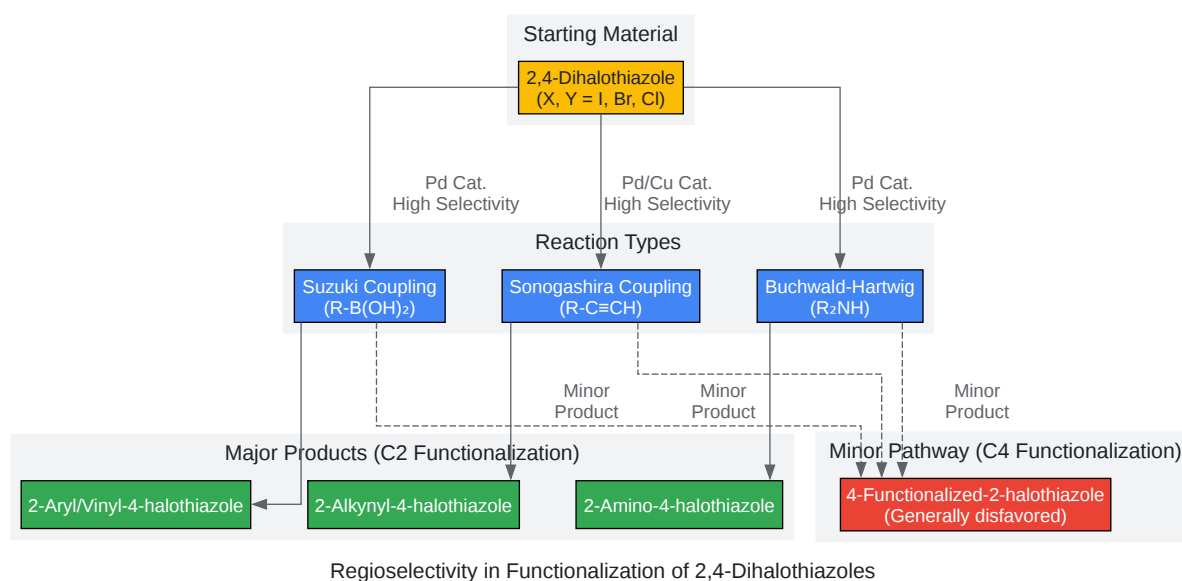 Starting Material
2,4-Dihalothiazole
(X, Y = I, Br, Cl)
Pd Cat.
High Selectivity
Pd/Cu Cat.
High Selectivity
Pd Cat.
High Selectivity
Reaction Types
Suzuki Coupling
(R-B(OH)₂)
Sonogashira Coupling
(R-C≡CH)
Buchwald-Hartwig
(R₂NH)
Minor
Product
Minor
Product
Minor
Product
Major Products (C2 Functionalization)
2-Aryl/Vinyl-4-halothiazole
2-Alkynyl-4-halothiazole
2-Amino-4-halothiazole
Minor Pathway (C4 Functionalization)
4-Functionalized-2-halothiazole
(Generally disfavored)
Regioselectivity in Functionalization of 2,4-Dihalothiazoles